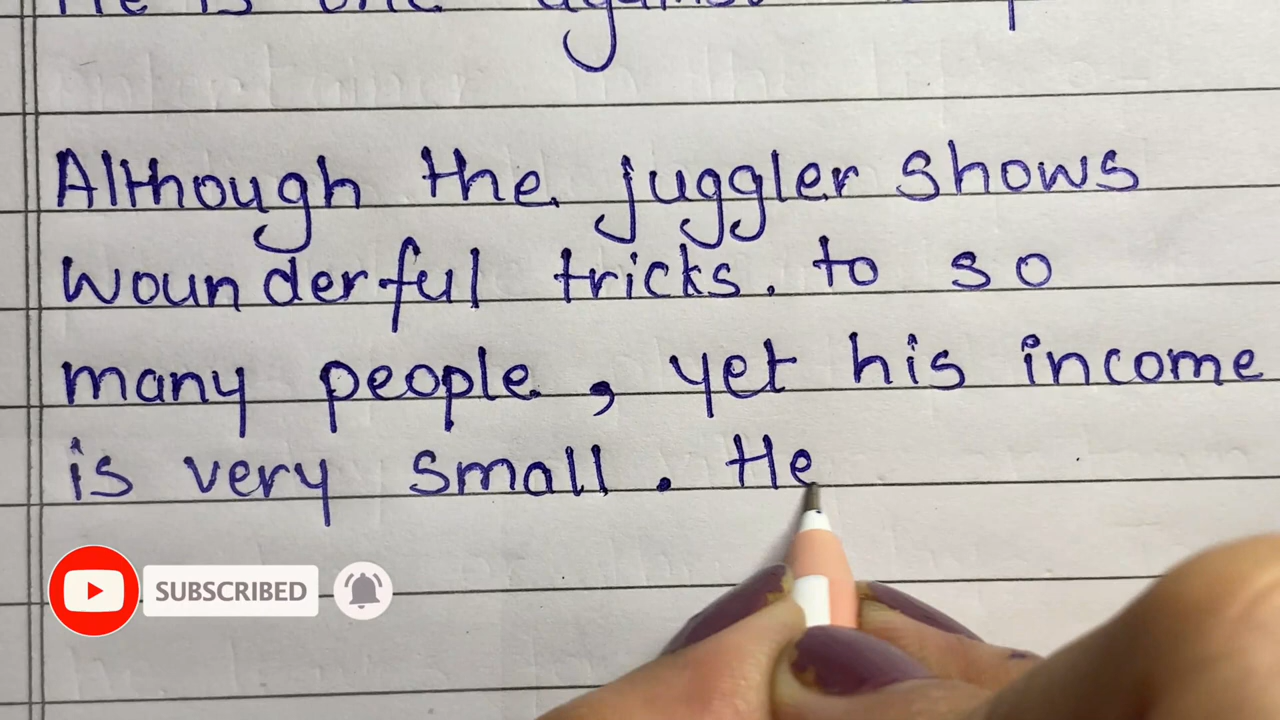 Although the juggler shows
wounderful tricks. to so
many people, yet his income
is very small. He
SUBSCRIBED